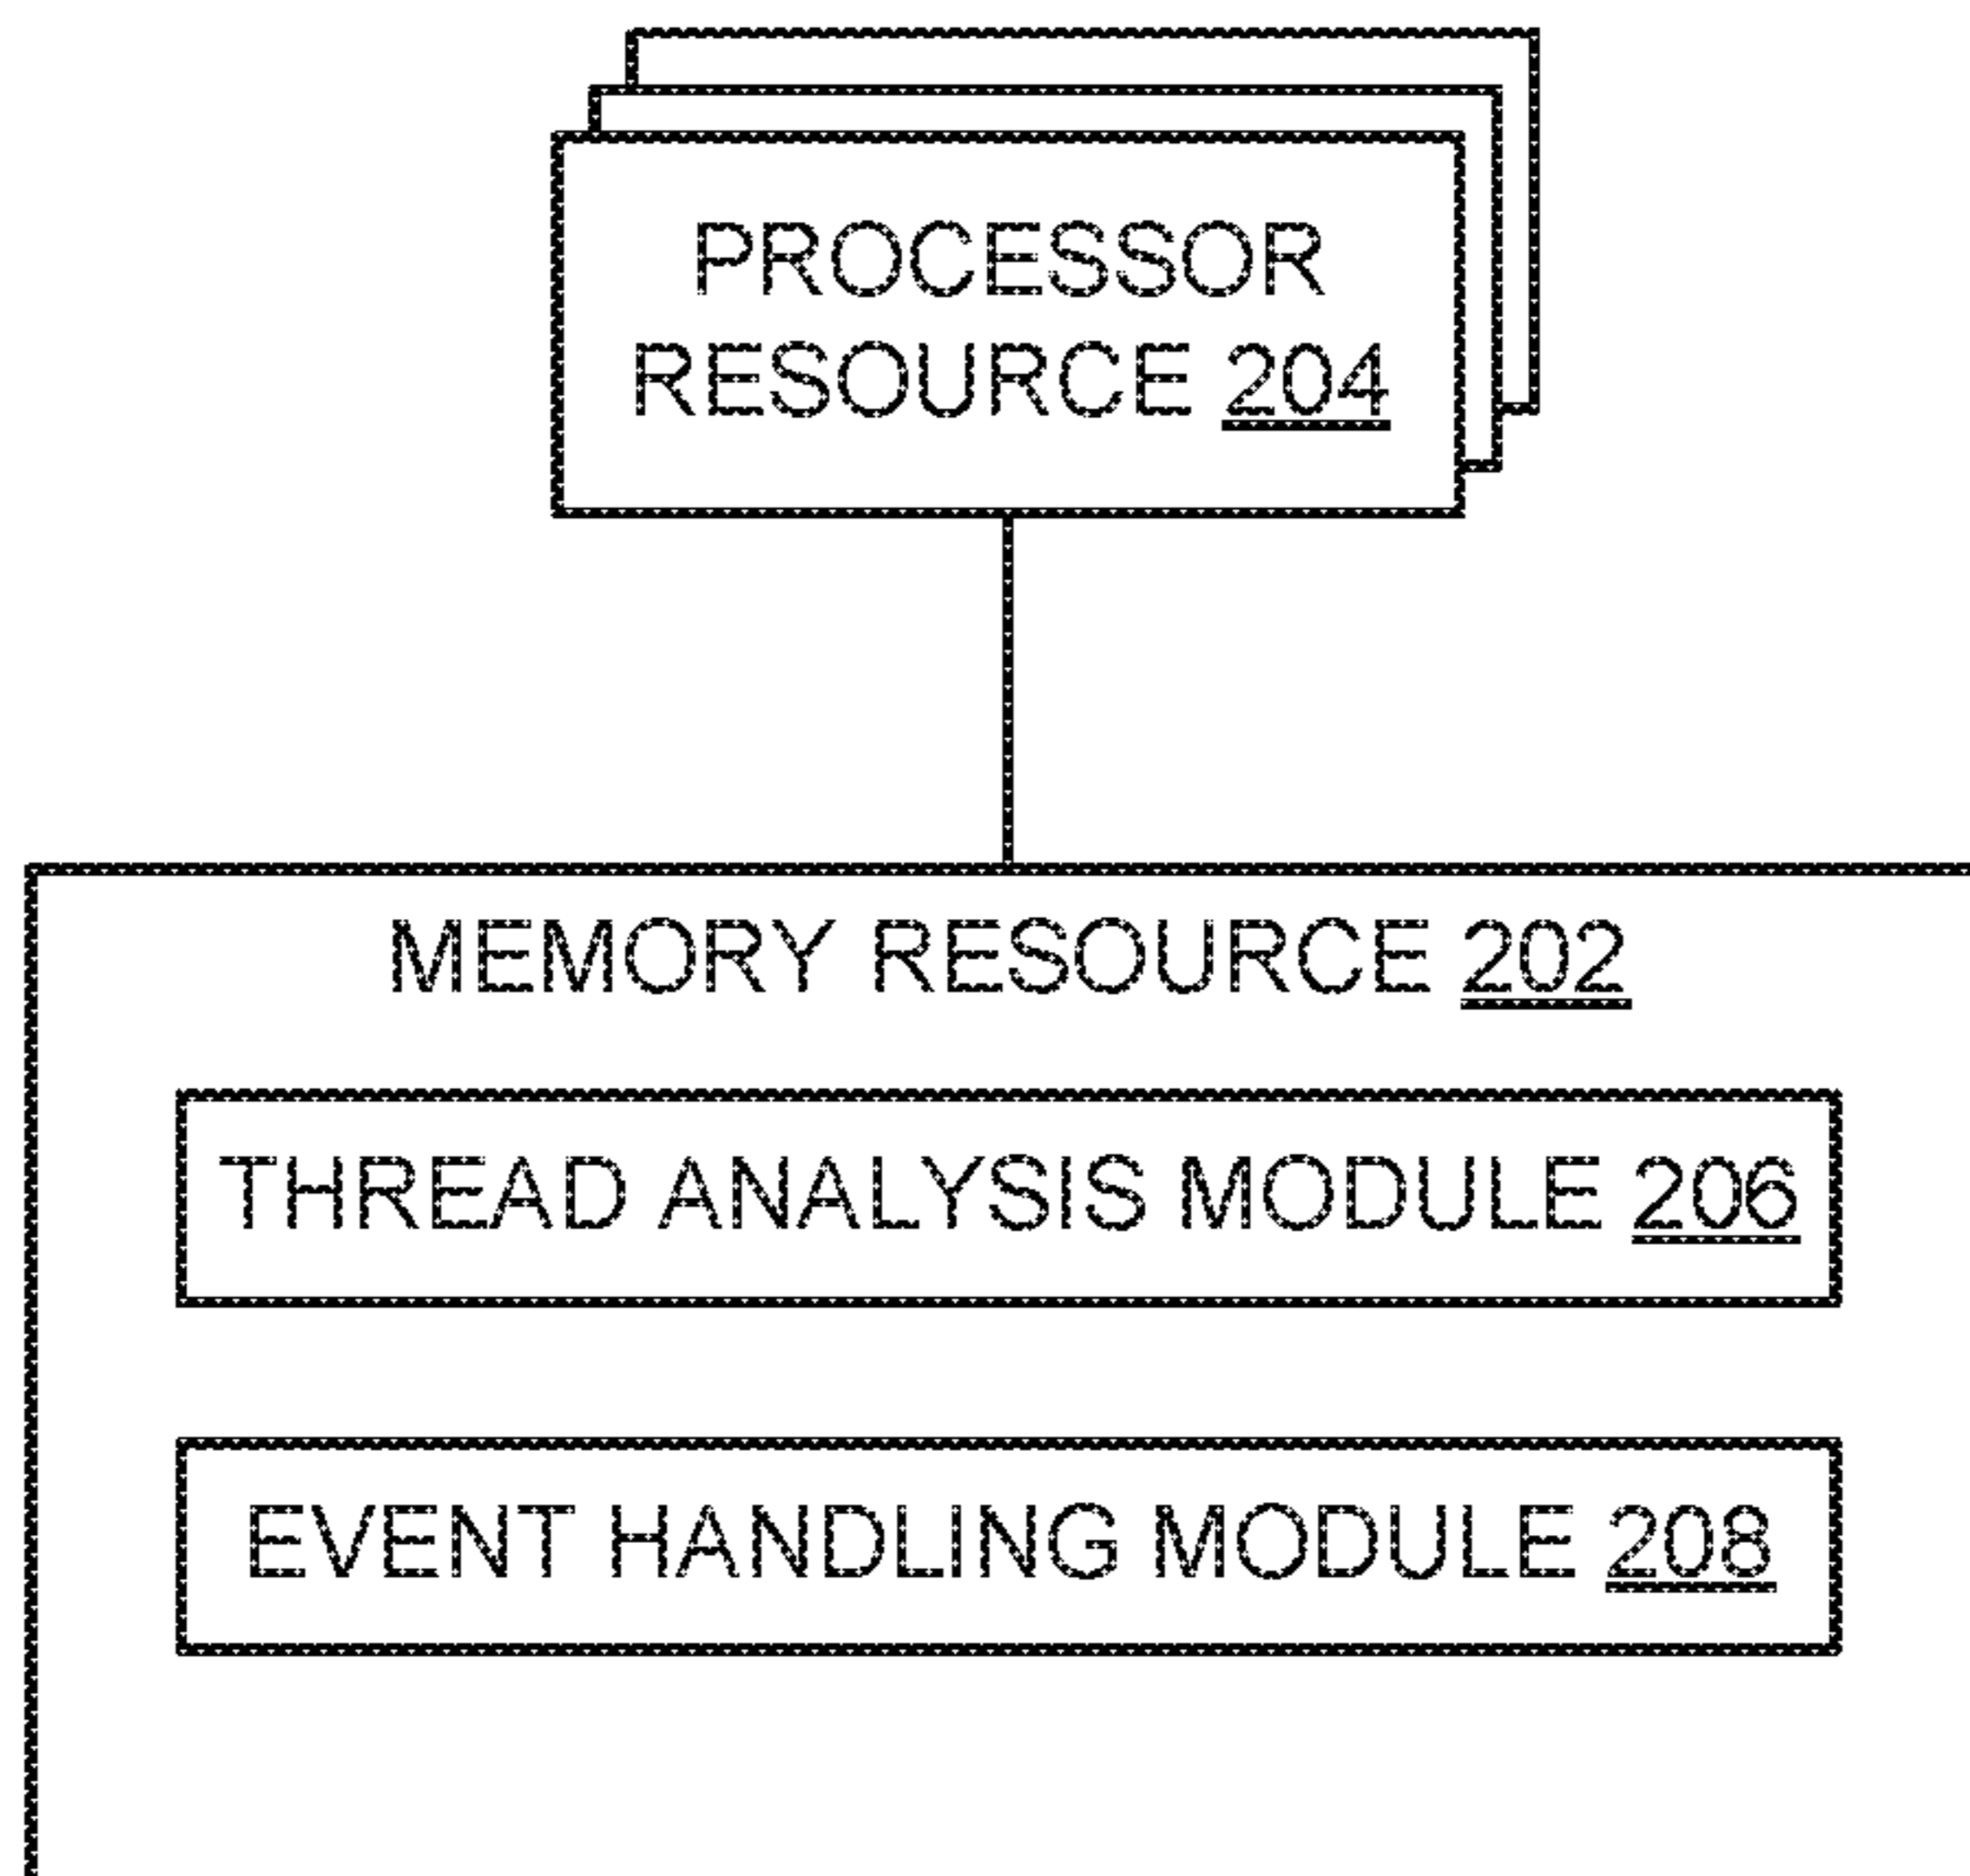 PROCESSOR
RESOURCE 204
MEMORY RESOURCE 202
THREAD ANALYSIS MODULE 206
EVENT HANDLING MODULE 208